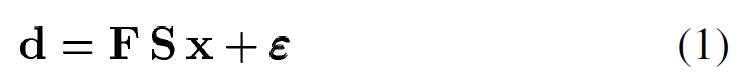 d = F S x + ε (1)